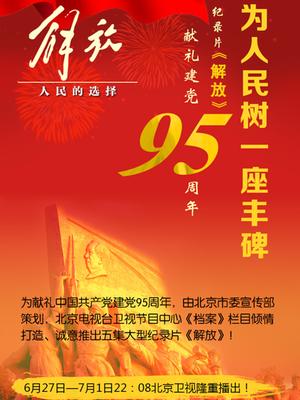 解放
人民的选择
为人民树一座丰碑
纪录片《解放》
献礼建党
95
周年
为献礼中国共产党建党95周年，由北京市委宣传部
策划、北京电视台卫视节目中心《档案》栏目倾情
打造、诚意推出五集大型纪录片《解放》！
6月27日—7月1日22：08北京卫视隆重播出！